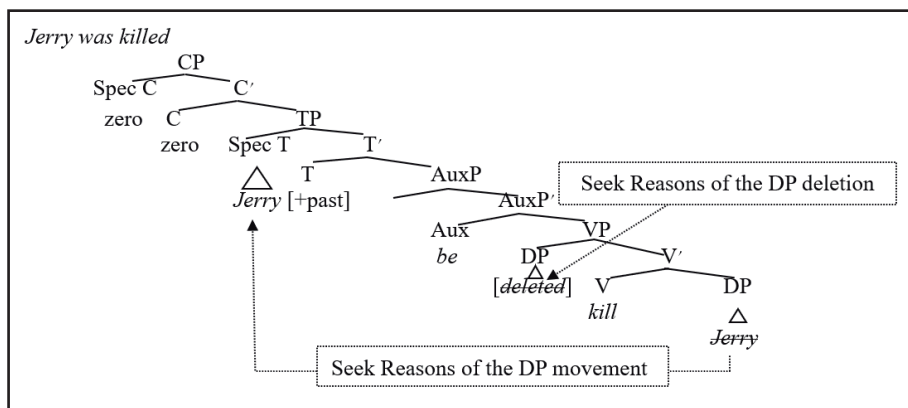 Jerry was killed
CP
Spec C C′
zero C TP
zero Spec T T′
T AuxP
Jerry [+past] AuxP′
Seek Reasons of the DP deletion
Aux VP
be DP V′
[deleted] V DP
kill
Jerry
Seek Reasons of the DP movement